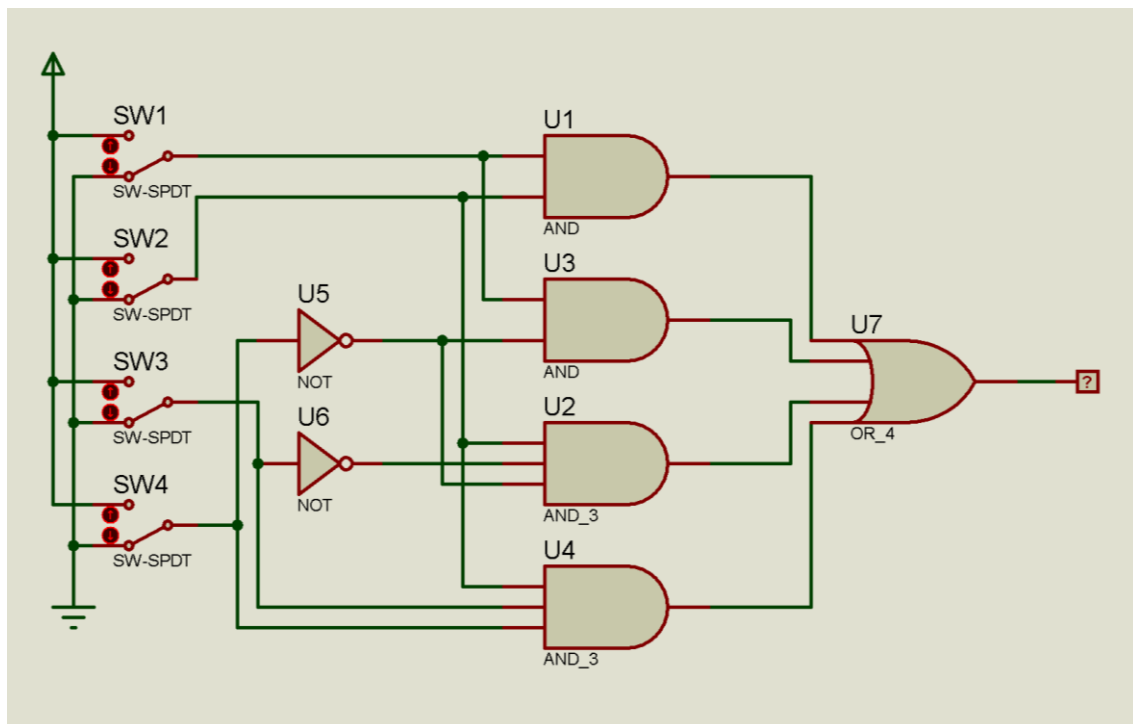 SW1
SW-SPDT
SW2
SW-SPDT
SW3
SW-SPDT
SW4
SW-SPDT
U5
NOT
U6
NOT
U1
AND
U3
AND
U2
AND_3
U4
AND_3
U7
OR_4
?